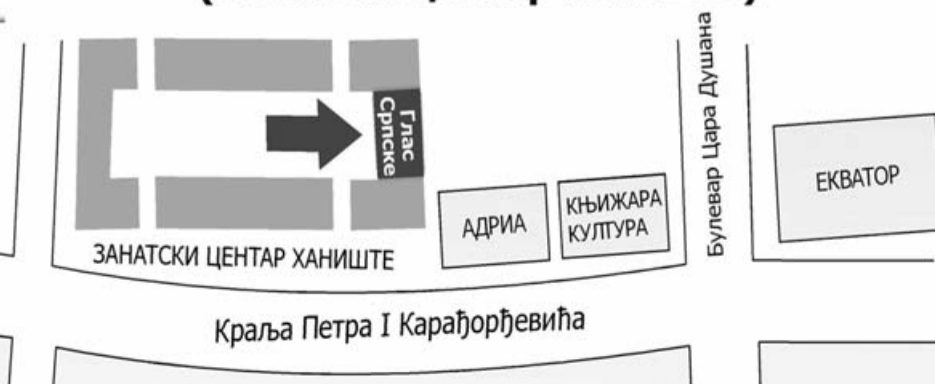 Булевар Цара Душана
Глас
Српске
ЕКВАТОР
АДРИА
КЊИЖАРА
КУЛТУРА
ЗАНАТСКИ ЦЕНТАР ХАНИШТЕ
Краља Петра I Карађорђевића